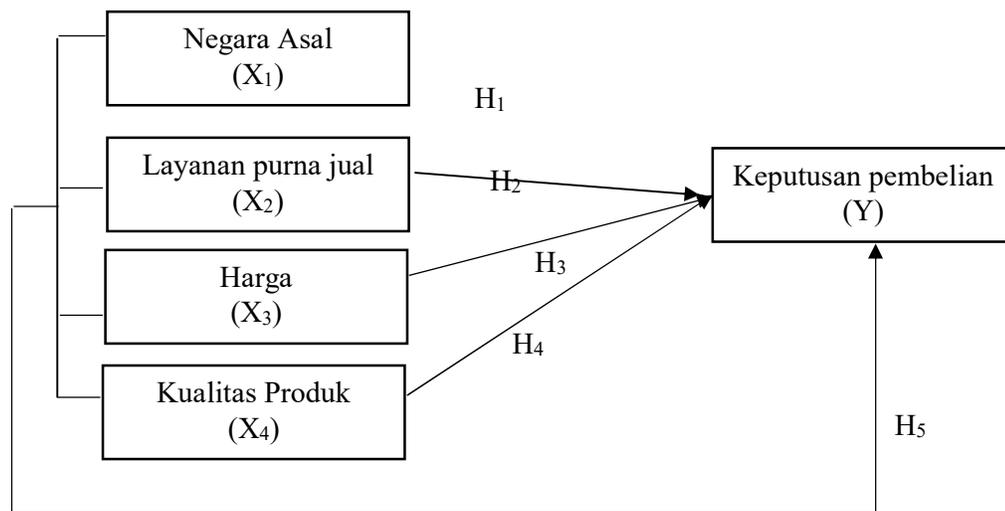 Negara Asal
(X₁)
H₁
Layanan purna jual
(X₂)
H₂
Keputusan pembelian
(Y)
Harga
(X₃)
H₃
H₄
Kualitas Produk
(X₄)
H₅